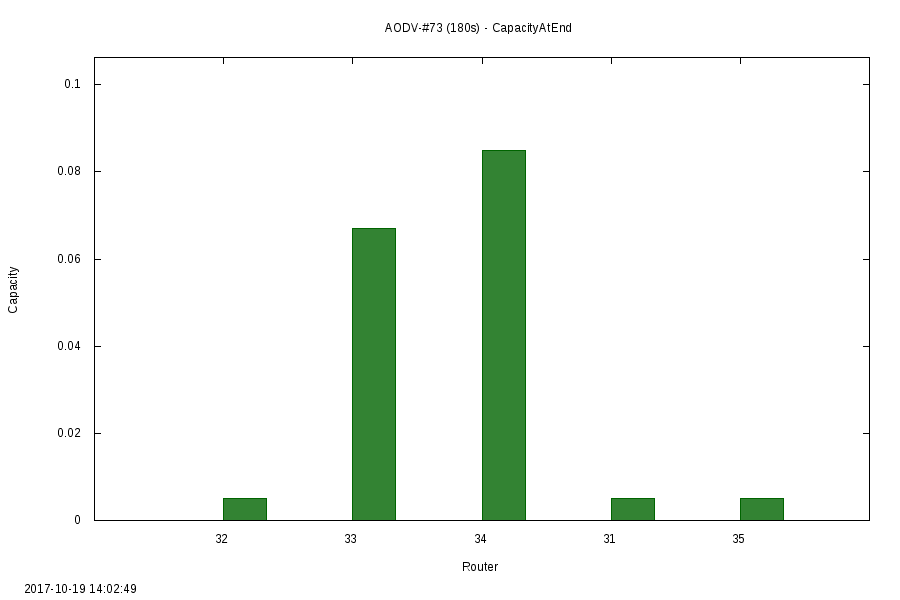 AODV-#73 (180s) - CapacityAtEnd
0.1
0.08
0.06
0.04
0.02
0
Capacity
32 33 34 31 35
Router
2017-10-19 14:02:49